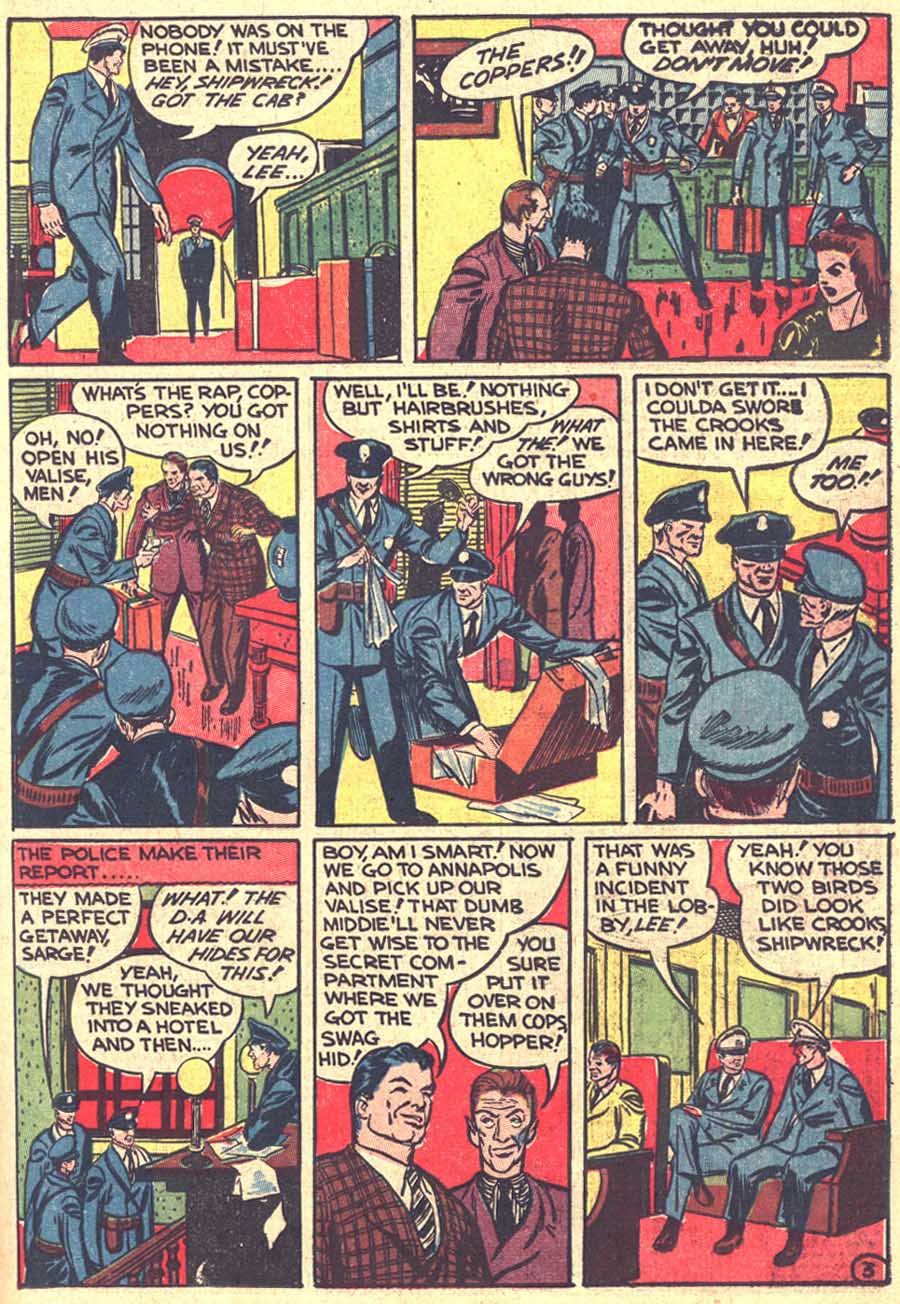 NOBODY WAS ON THE
PHONE! IT MUST'VE
BEEN A MISTAKE....
HEY, SHIPWRECK!
GOT THE CAB?
YEAH,
LEE...
THE
COPPERS!!
THOUGHT YOU COULD
GET AWAY, HUH!
DON'T MOVE!
WHAT'S THE RAP, COP-
PERS? YOU GOT
NOTHING ON
US!!
OH, NO!
OPEN HIS
VALISE,
MEN!
WELL, I'LL BE! NOTHING
BUT HAIRBRUSHES,
SHIRTS AND
STUFF!
WHAT
THE! WE
GOT THE
WRONG GUYS!
I DON'T GET IT....I
COULDA SWORE
THE CROOKS
CAME IN HERE!
ME
TOO!!
THE POLICE MAKE THEIR
REPORT.....
THEY MADE
A PERFECT
GETAWAY,
SARGE!
WHAT! THE
D.A. WILL
HAVE OUR
HIDES FOR
THIS!
YEAH,
WE THOUGHT
THEY SNEAKED
INTO A HOTEL
AND THEN....
BOY, AM I SMART! NOW
WE GO TO ANNAPOLIS
AND PICK UP OUR
VALISE! THAT DUMB
MIDDIE'LL NEVER
GET WISE TO THE
SECRET COM-
PARTMENT
WHERE WE
GOT THE
SWAG
HID!
YOU
SURE
PUT IT
OVER ON
THEM COPS,
HOPPER!
THAT WAS
A FUNNY
INCIDENT
IN THE LOB-
BY, LEE!
YEAH! YOU
KNOW THOSE
TWO BIRDS
DID LOOK
LIKE CROOKS,
SHIPWRECK!
3